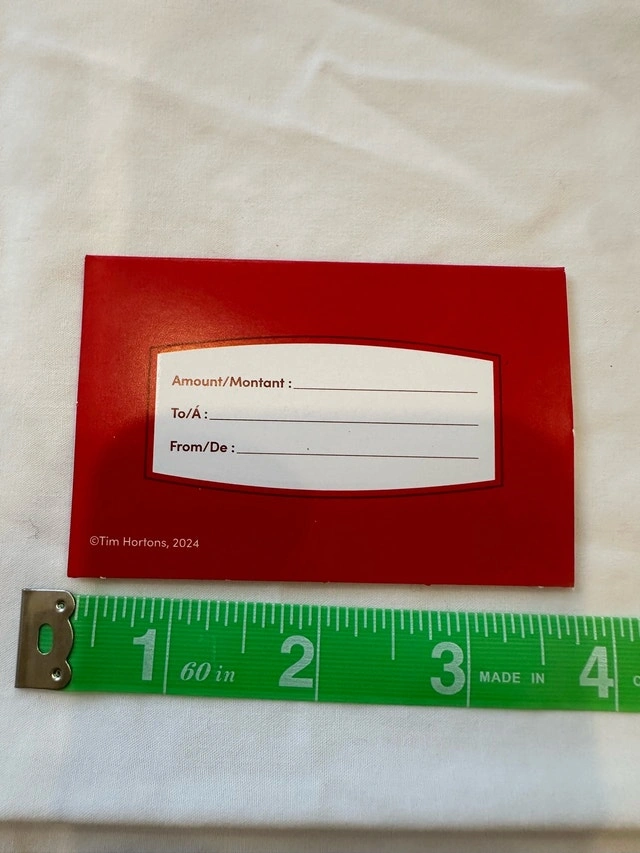 Amount/Montant :
To/Á :
From/De :
©Tim Hortons, 2024
1 60 in 2 3 MADE IN 4